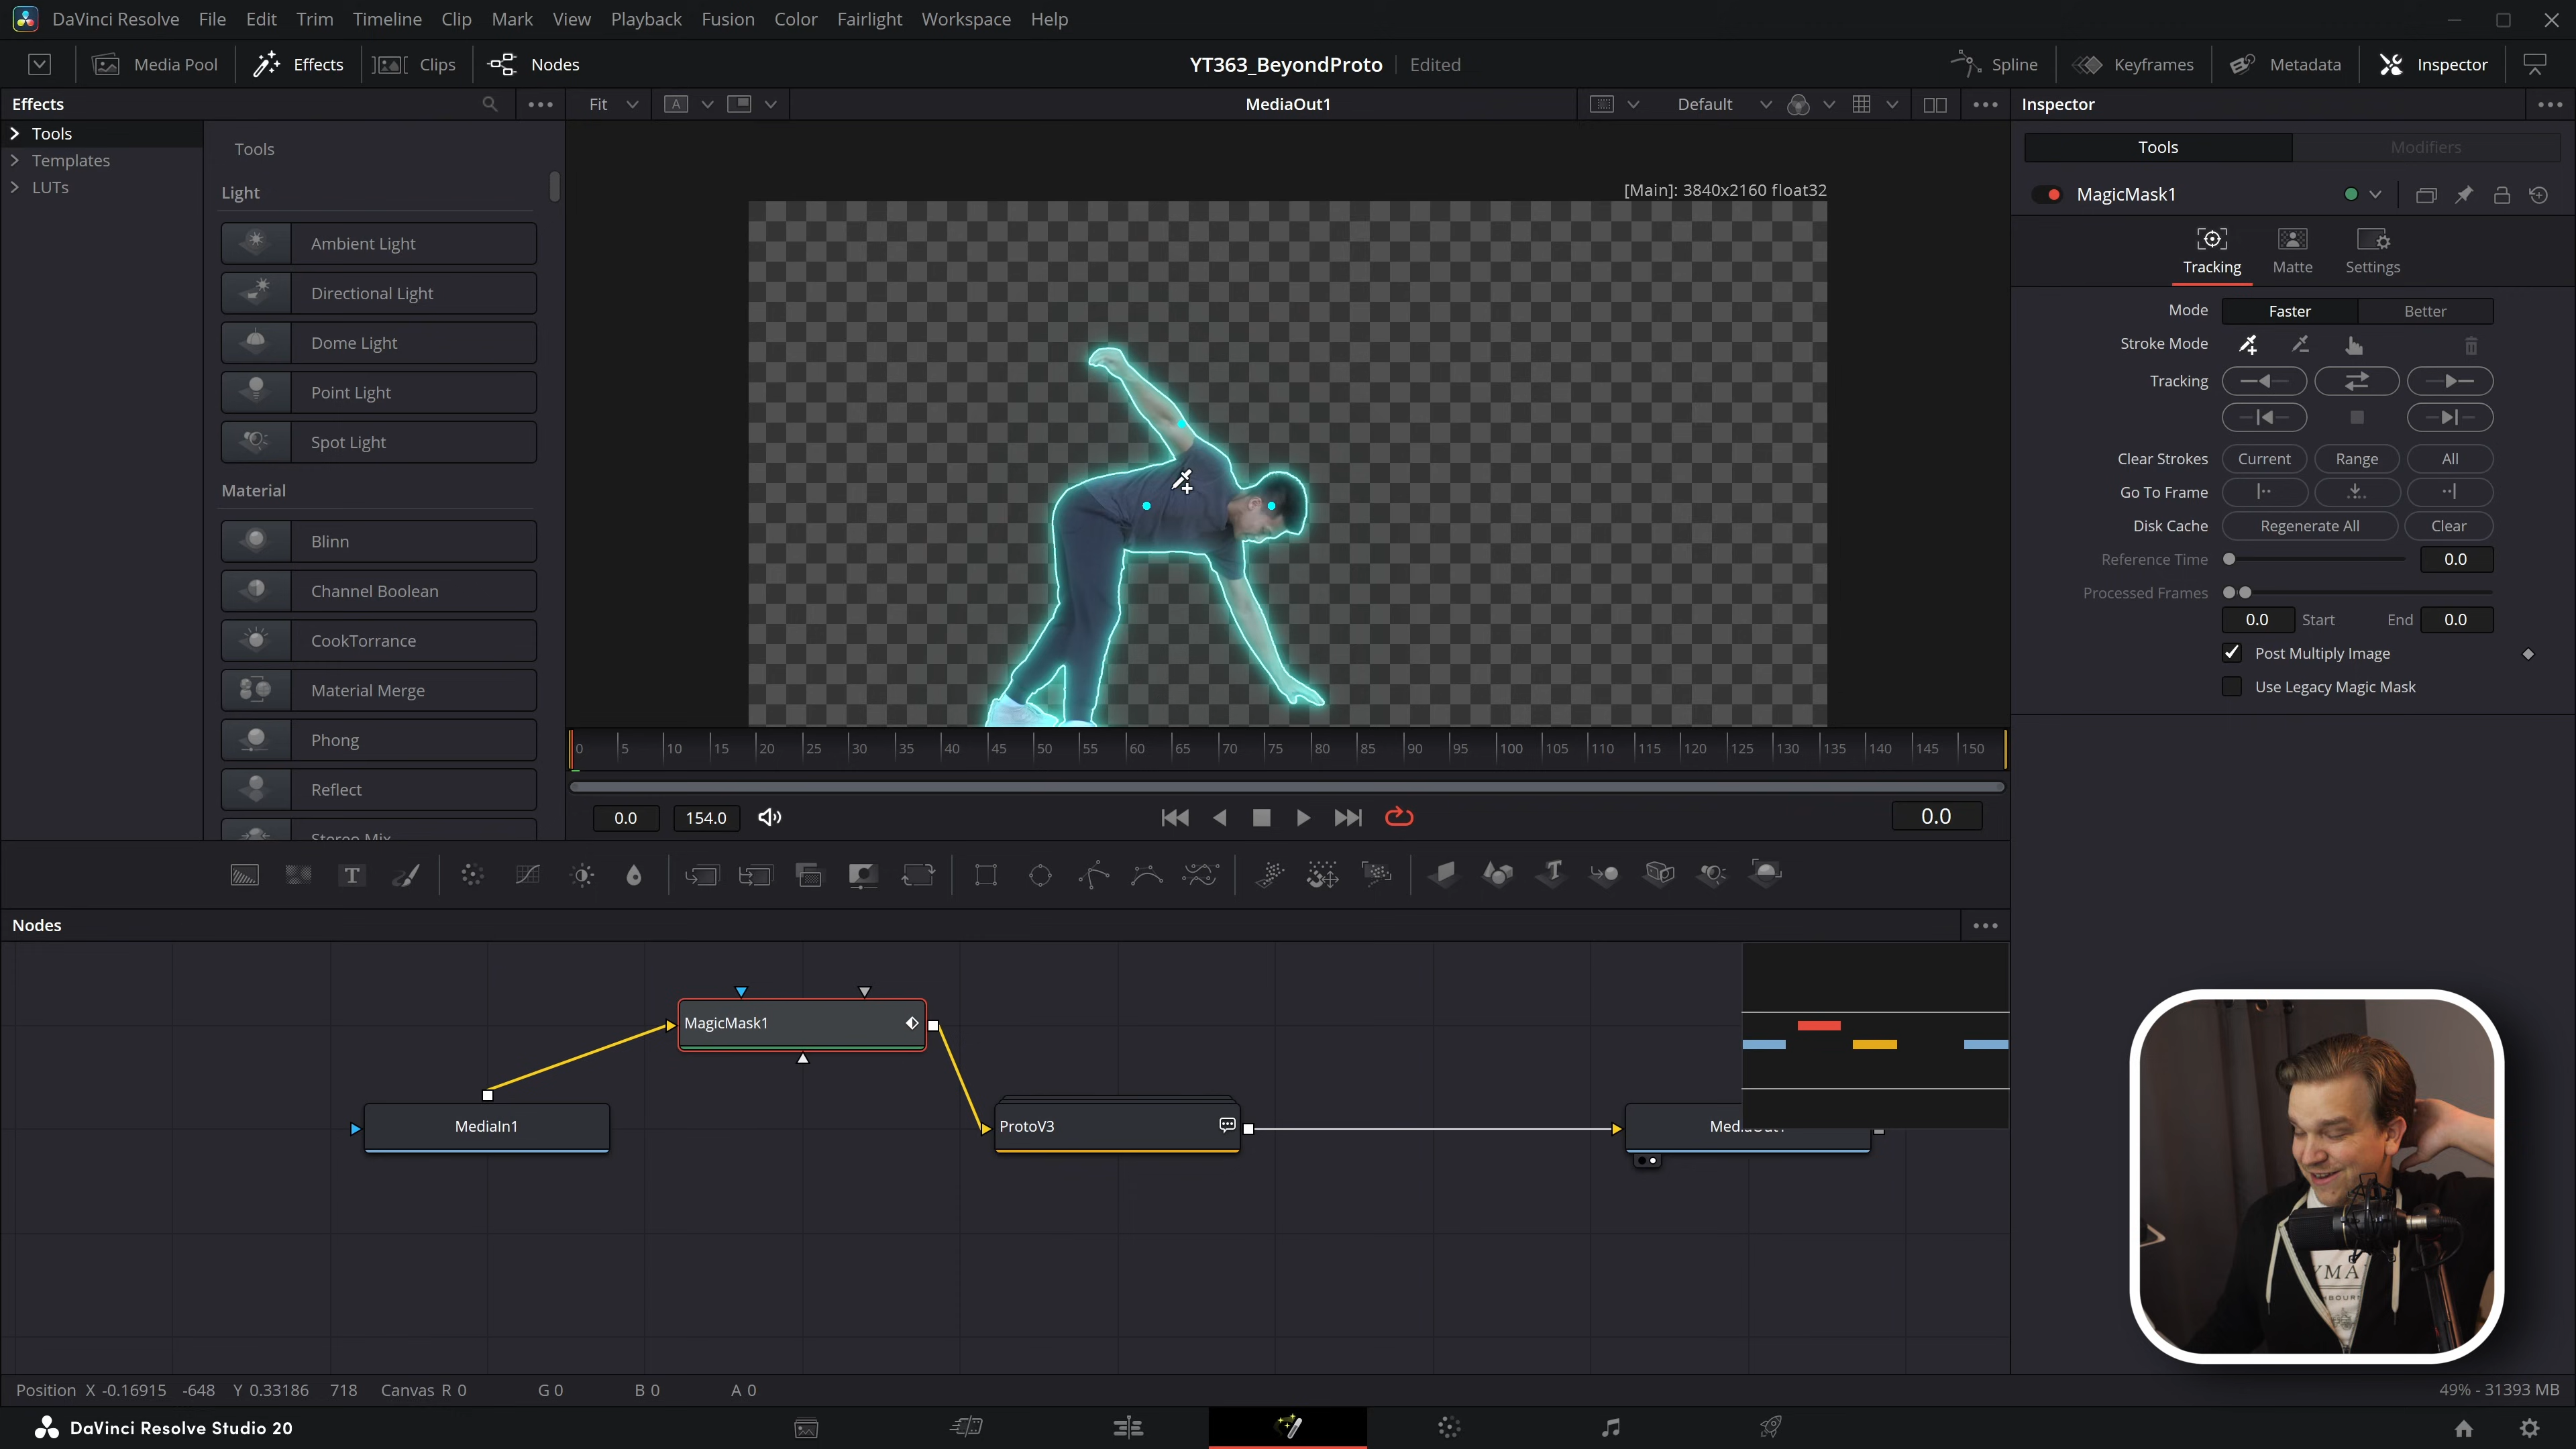 DaVinci Resolve File Edit Trim Timeline Clip Mark View Playback Fusion Color Fairlight Workspace Help
Media Pool Effects Clips Nodes YT363_BeyondProto Edited Spline Keyframes Metadata Inspector
Effects Fit A MediaOut1 Default Inspector
Tools
Templates
LUTs
Tools
Light
Ambient Light
Directional Light
Dome Light
Point Light
Spot Light
Material
Blinn
Channel Boolean
CookTorrance
Material Merge
Phong
Reflect
Stereo Mix
[Main]: 3840x2160 float32
0 5 10 15 20 25 30 35 40 45 50 55 60 65 70 75 80 85 90 95 100 105 110 115 120 125 130 135 140 145 150
0.0 154.0 0.0
Tools Modifiers
MagicMask1
Tracking Matte Settings
Mode Faster Better
Stroke Mode
Tracking
Clear Strokes Current Range All
Go To Frame
Disk Cache Regenerate All Clear
Reference Time 0.0
Processed Frames
0.0 Start End 0.0
Post Multiply Image
Use Legacy Magic Mask
T T
Nodes
MagicMask1
MediaIn1
ProtoV3
Position X -0.16915 -648 Y 0.33186 718 Canvas R 0 G 0 B 0 A 0
49% - 31393 MB
DaVinci Resolve Studio 20